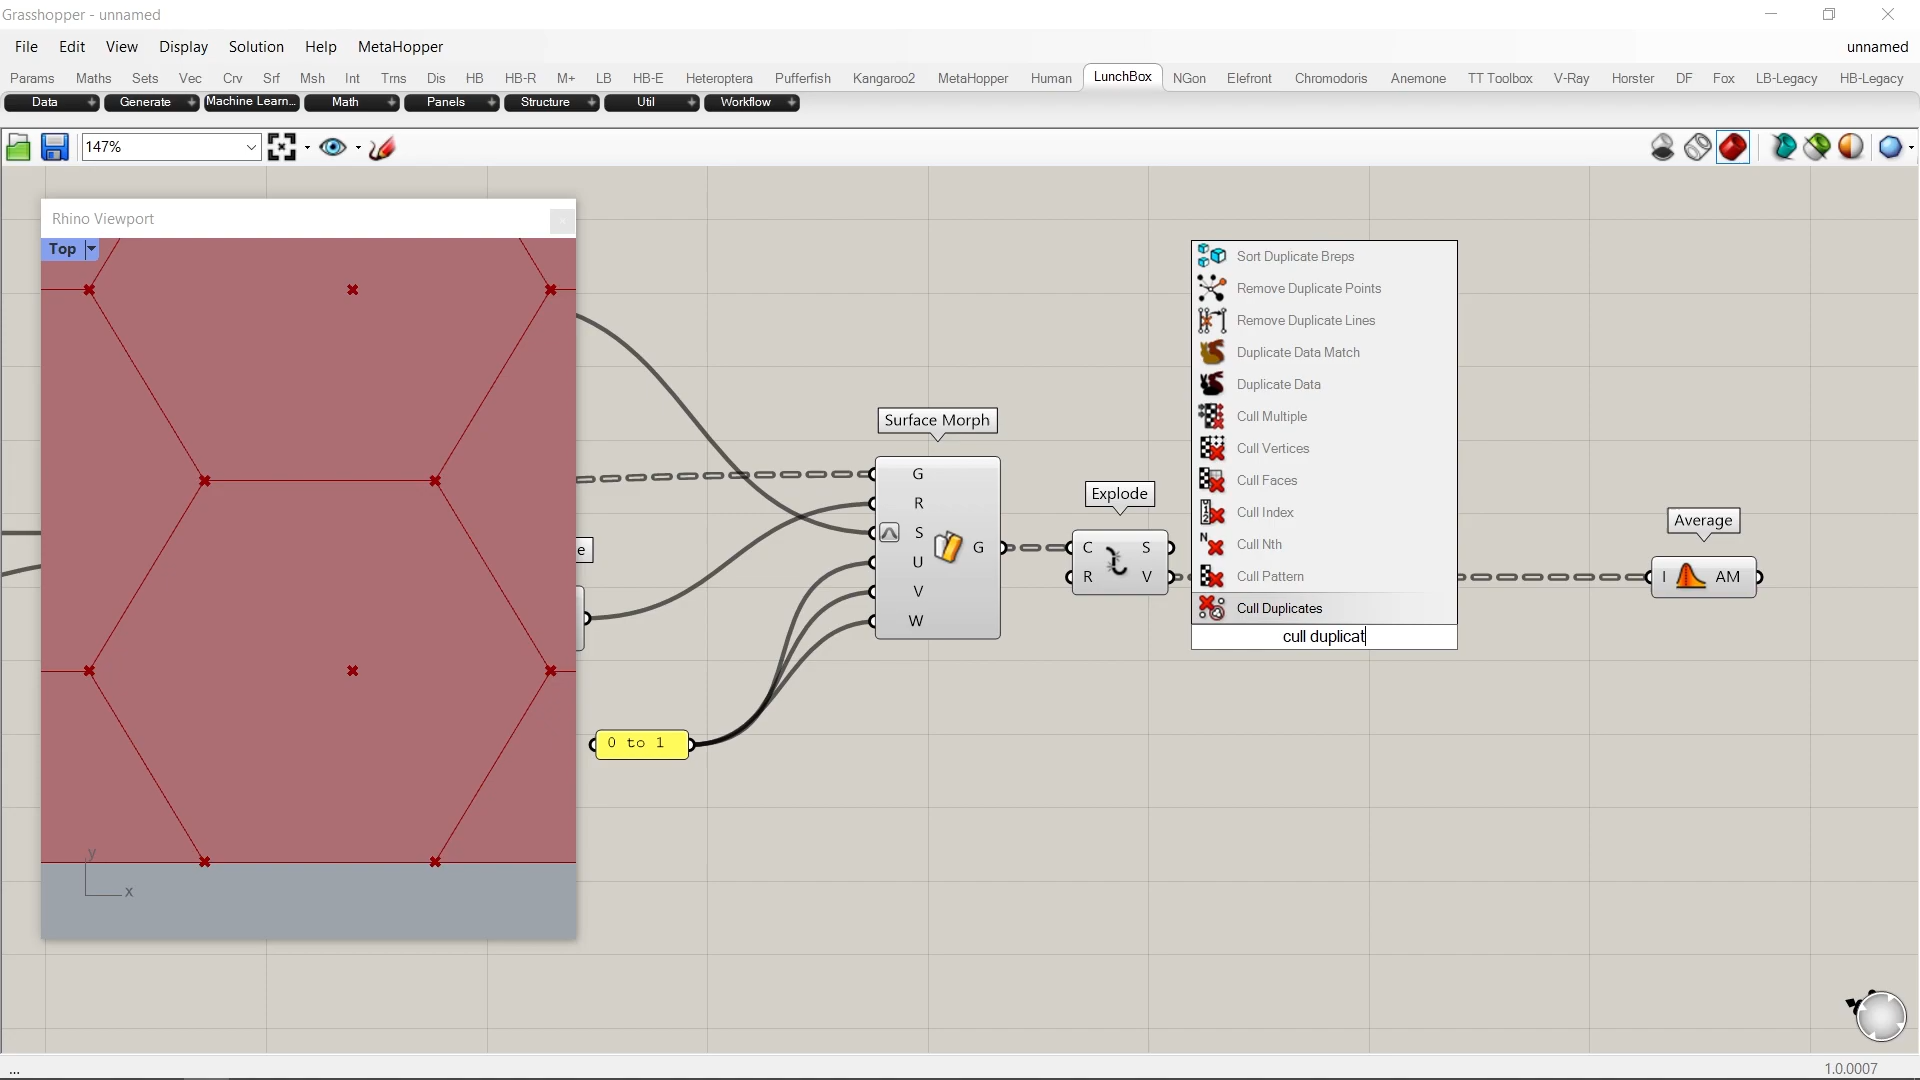 Grasshopper - unnamed
File Edit View Display Solution Help MetaHopper unnamed
Params Maths Sets Vec Crv Srf Msh Int Trns Dis HB HB-R M+ LB HB-E Heteroptera Pufferfish Kangaroo2 MetaHopper Human LunchBox NGon Elefront Chromodoris Anemone TT Toolbox V-Ray Horster DF Fox LB-Legacy HB-Legacy
Data Generate Machine Learn... Math Panels Structure Util Workflow
147%
Rhino Viewport
Top
y
x
e
0 to 1
Surface Morph
G
R
S
U
V
W
G
Explode
C S
R V
Sort Duplicate Breps
Remove Duplicate Points
Remove Duplicate Lines
Duplicate Data Match
Duplicate Data
Cull Multiple
Cull Vertices
Cull Faces
Cull Index
Cull Nth
Cull Pattern
Cull Duplicates
cull duplicat
Average
I AM
...
1.0.0007